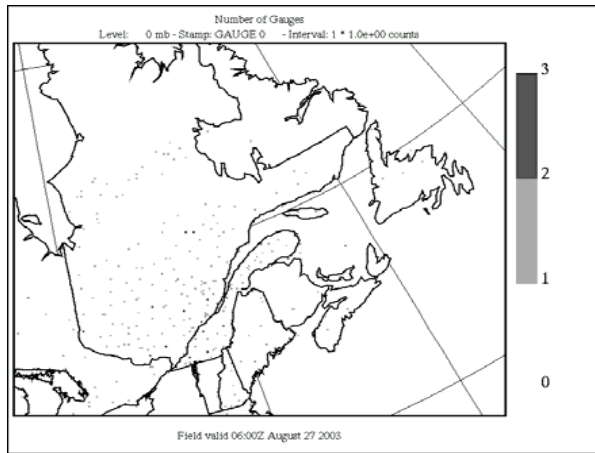 Number of Gauges
Level: 0 mb - Stamp: GAUGE 0 - Interval: 1 * 1.0e+00 counts
3
2
1
0
Field valid 06:00Z August 27 2003